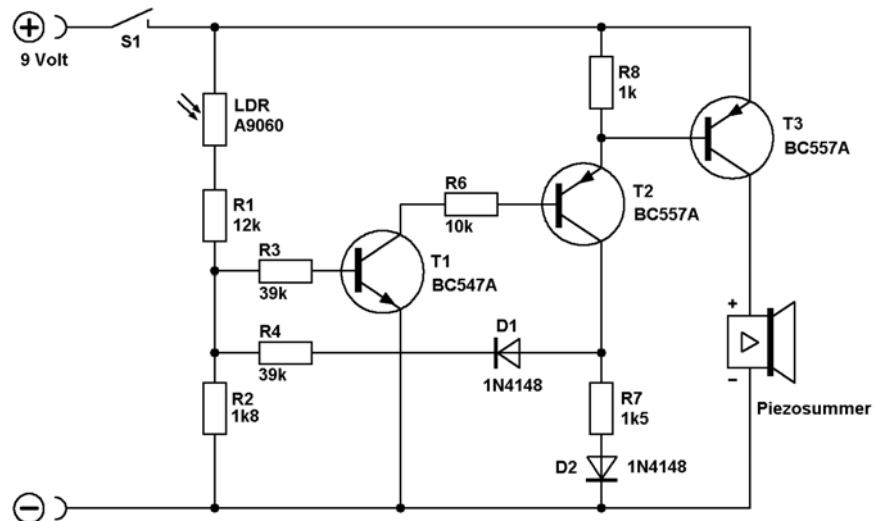 +
S1
9 Volt
LDR
A9060
R1
12k
R3
39k
R4
39k
R2
1k8
T1
BC547A
R6
10k
R8
1k
T2
BC557A
T3
BC557A
D1
1N4148
R7
1k5
D2
1N4148
+
−
Piezosummer
−